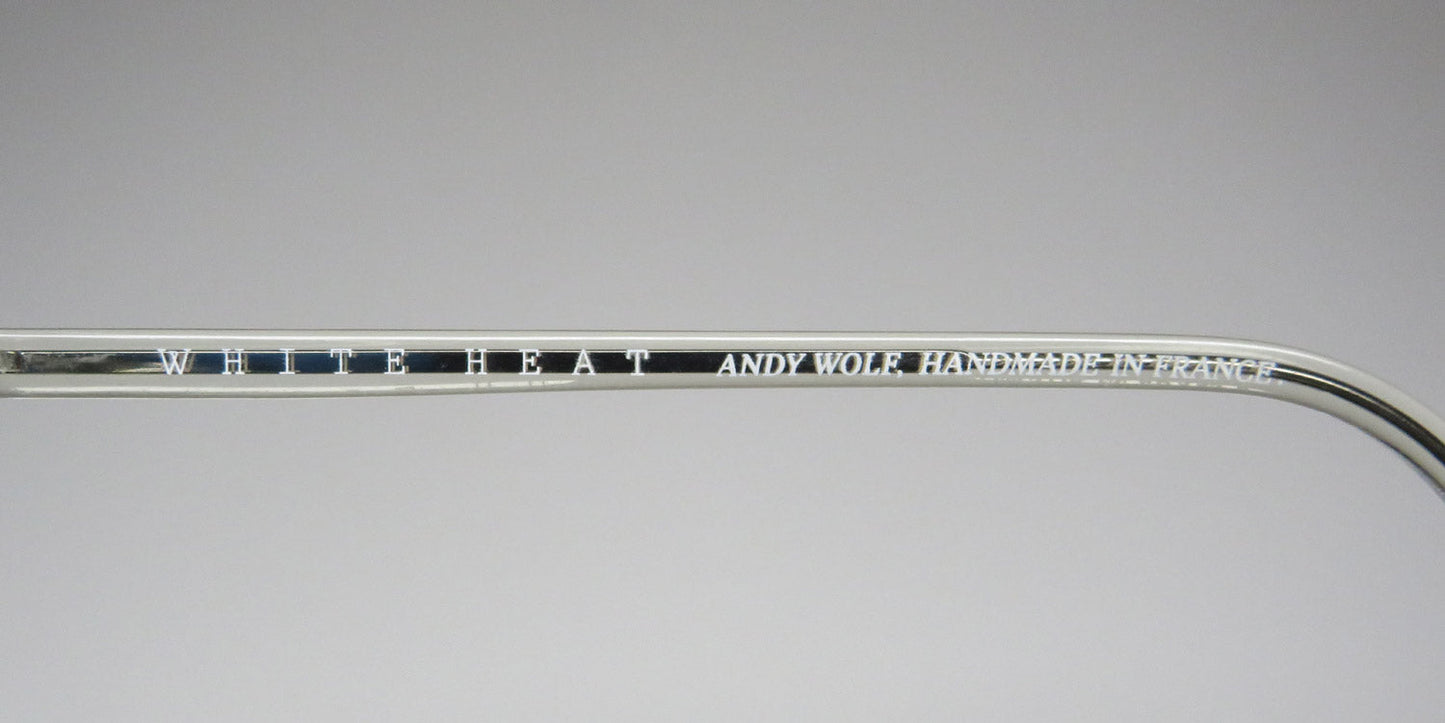 WHITE HEAT ANDY WOLF, HANDMADE IN FRANCE.